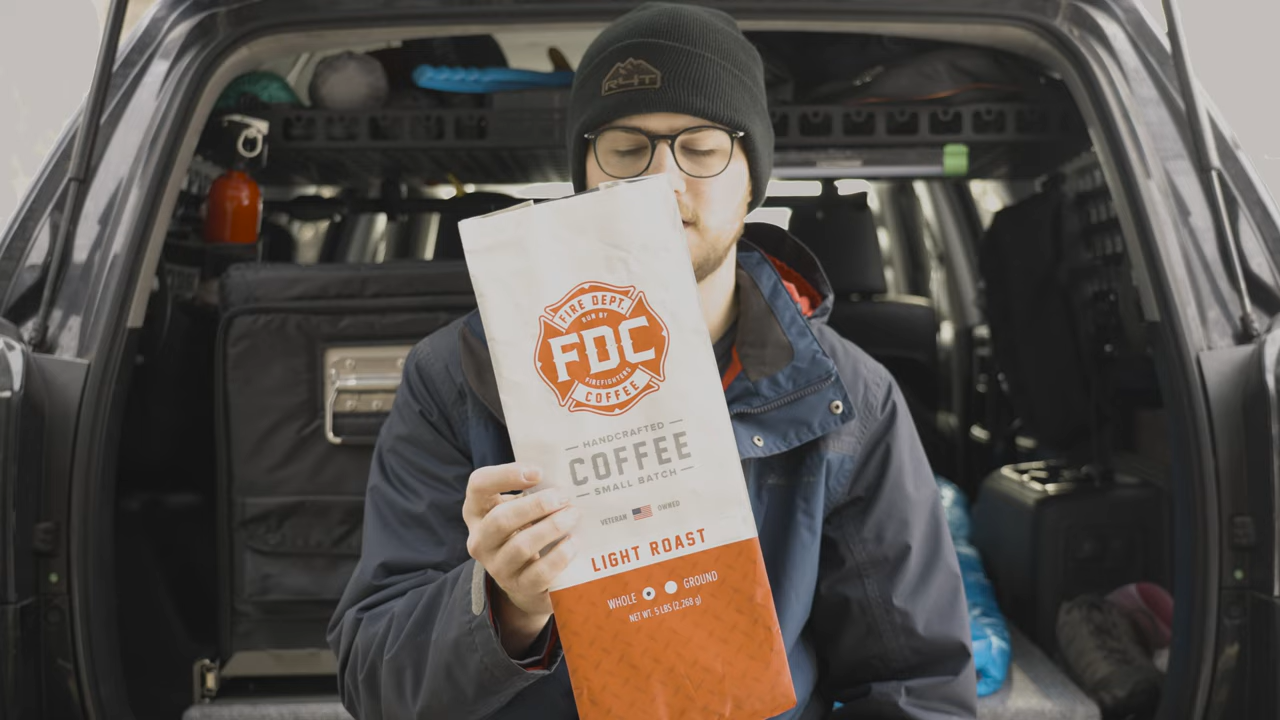 R4T
FIRE DEPT.
RUN BY
FDC
FIREFIGHTERS
COFFEE
HANDCRAFTED
COFFEE
SMALL BATCH
VETERAN OWNED
LIGHT ROAST
WHOLE GROUND
NET WT. 5 LBS (2,268 g)